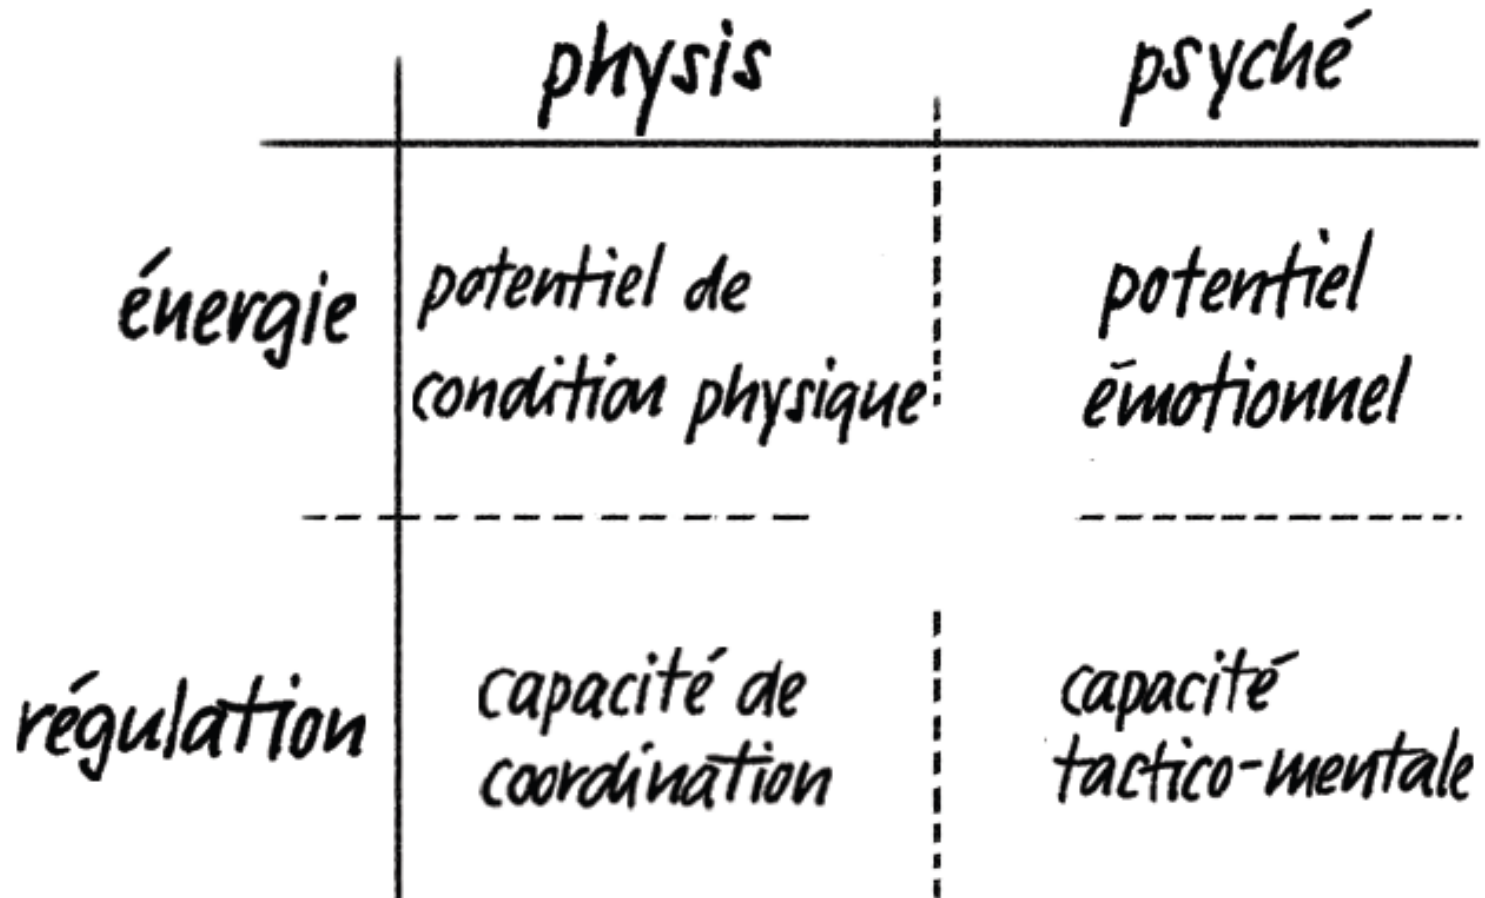 physis psyché
énergie
potentiel de
condition physique
potentiel
émotionnel
régulation
capacité de
coordination
capacité
tactico-mentale